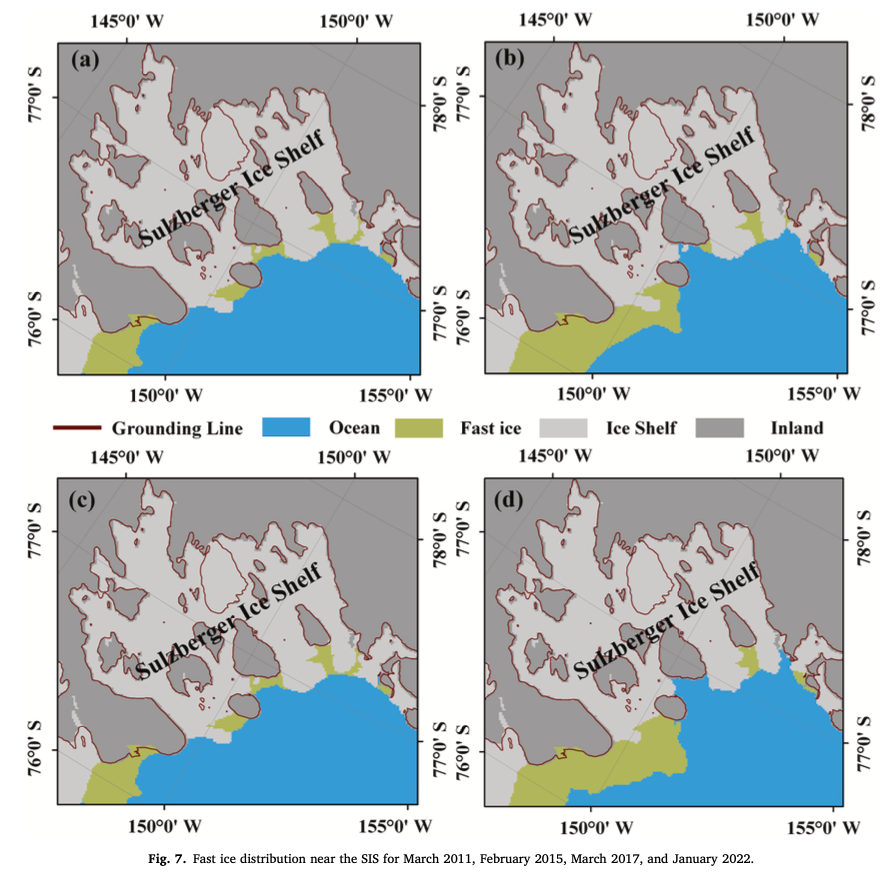 145°0' W 150°0' W
(a)
77°0' S
78°0' S
Sulzberger Ice Shelf
76°0' S
77°0' S
150°0' W 155°0' W
145°0' W 150°0' W
(b)
77°0' S
78°0' S
Sulzberger Ice Shelf
76°0' S
77°0' S
150°0' W 155°0' W
Grounding Line Ocean Fast ice Ice Shelf Inland
145°0' W 150°0' W
(c)
77°0' S
78°0' S
Sulzberger Ice Shelf
76°0' S
77°0' S
150°0' W 155°0' W
145°0' W 150°0' W
(d)
77°0' S
78°0' S
Sulzberger Ice Shelf
76°0' S
77°0' S
150°0' W 155°0' W
Fig. 7. Fast ice distribution near the SIS for March 2011, February 2015, March 2017, and January 2022.